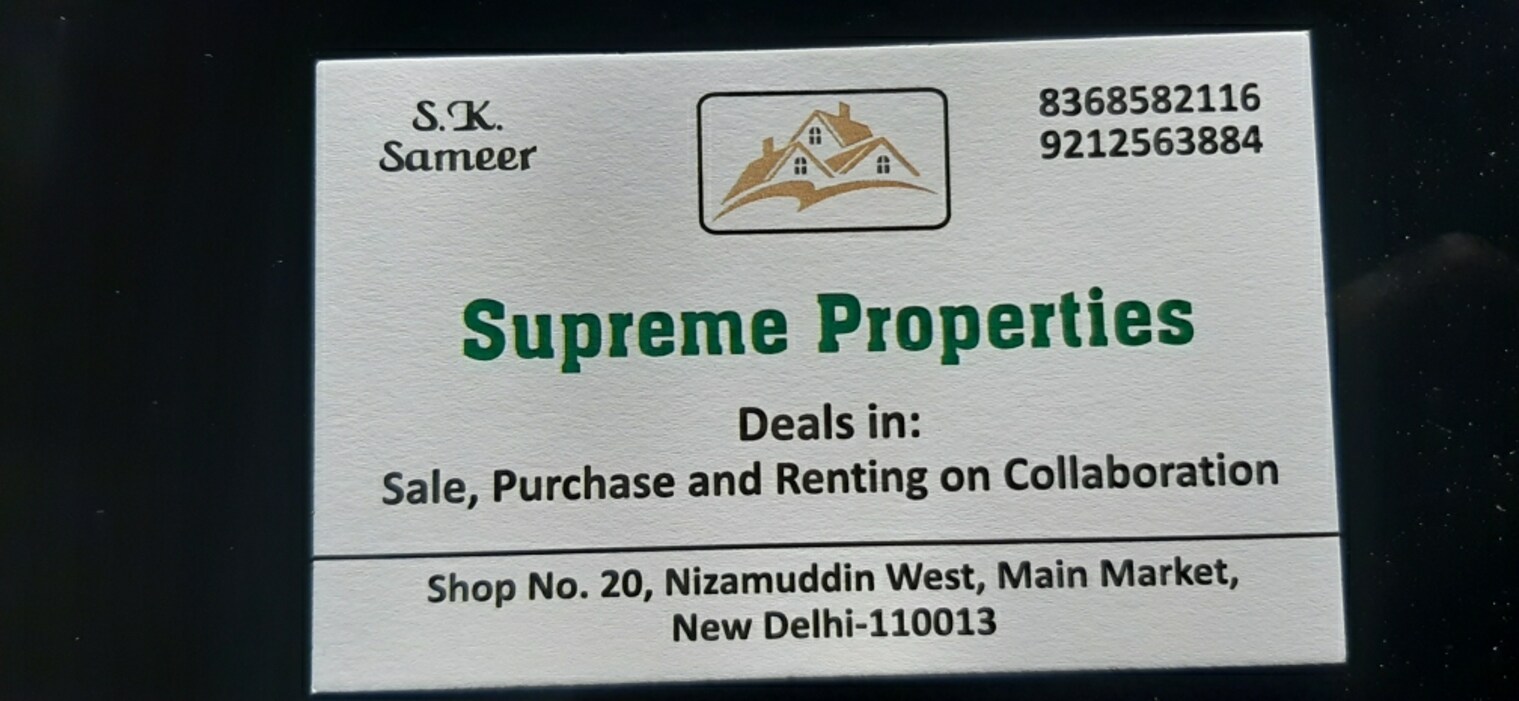 S.K.
Sameer
8368582116
9212563884
Supreme Properties
Deals in:
Sale, Purchase and Renting on Collaboration
Shop No. 20, Nizamuddin West, Main Market,
New Delhi-110013